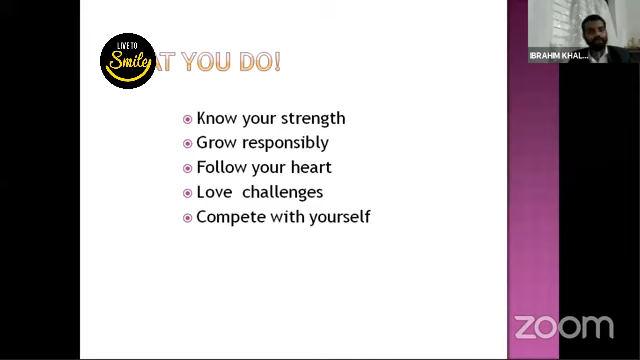 LIVE TO
Smile
AT YOU DO!
Know your strength
Grow responsibly
Follow your heart
Love challenges
Compete with yourself
IBRAHIM KHAL...
zoom